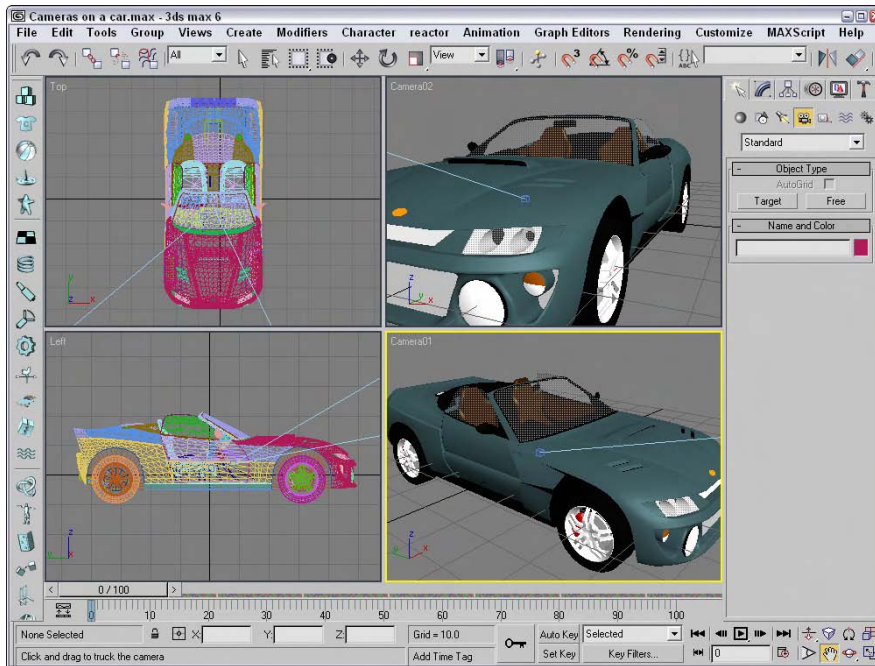 Cameras on a car.max - 3ds max 6
File Edit Tools Group Views Create Modifiers Character reactor Animation Graph Editors Rendering Customize MAXScript Help
All
View
3
%
ABC
Top
Camera02
Standard
- Object Type
AutoGrid
Target Free
- Name and Color
z
y
x
z
y
x
Left
Camera01
z
y
x
z
y
x
< 0 / 100 >
0 10 20 30 40 50 60 70 80 90 100
None Selected X: Y: Z: Grid = 10.0 Auto Key Selected
Click and drag to truck the camera Add Time Tag Set Key Key Filters... 0